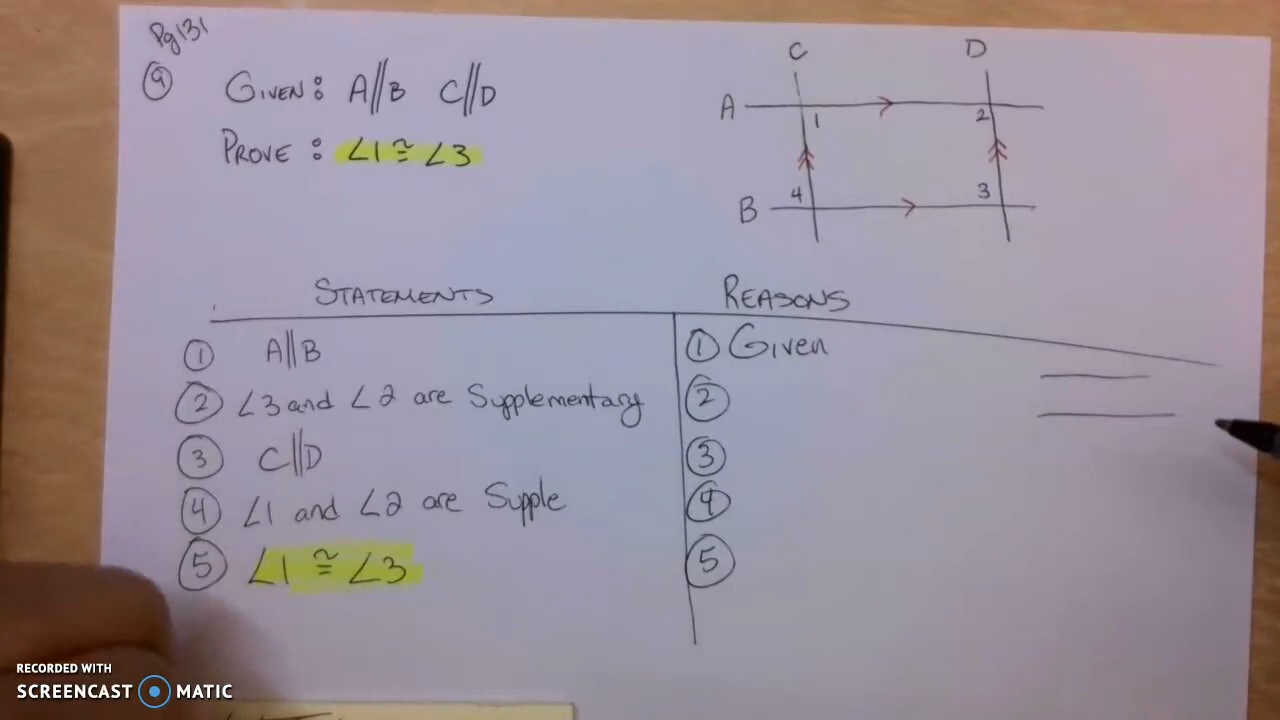 Pg 131
9 GIVEN: A//B C//D
PROVE: ∠1 ≅ ∠3
C D
A 1 2
4 3
B
STATEMENTS REASONS
1 A//B 1 Given
2 ∠3 and ∠2 are Supplementary 2
3 C//D 3
4 ∠1 and ∠2 are Supple 4
5 ∠1 ≅ ∠3 5
RECORDED WITH
SCREENCAST MATIC